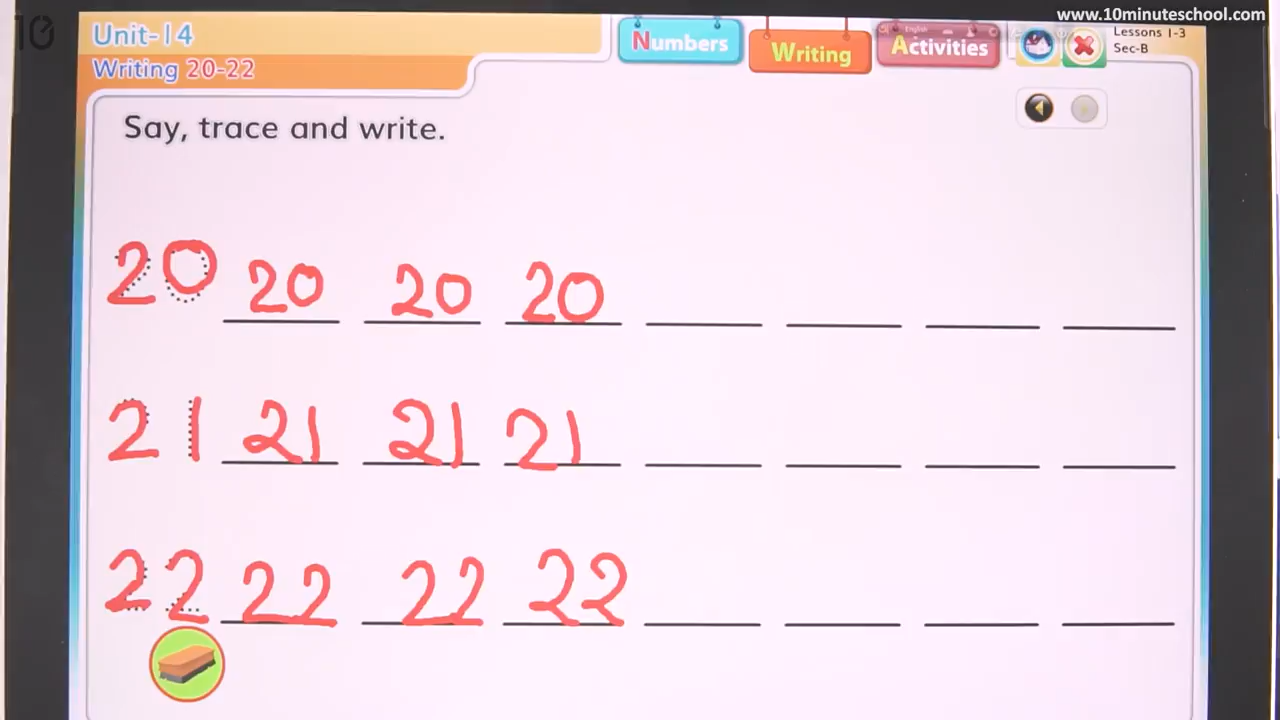 www.10minuteschool.com
10
Unit-14
Numbers
Writing
Activities
Lessons 1-3
Sec-B
Writing 20-22
Say, trace and write.
20 20 20 20
21 21 21 21
22 22 22 22